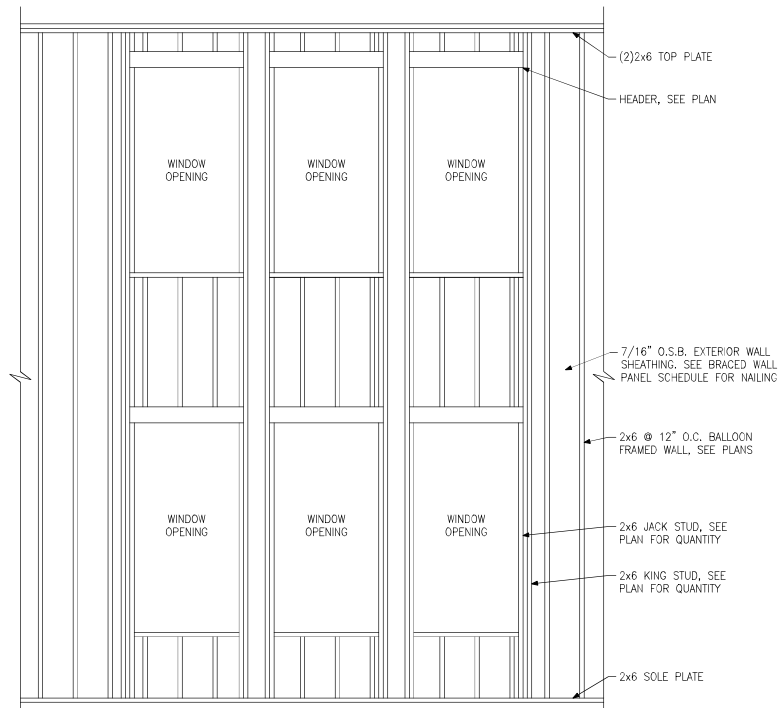 (2)2x6 TOP PLATE
HEADER, SEE PLAN
WINDOW
OPENING
WINDOW
OPENING
WINDOW
OPENING
7/16" O.S.B. EXTERIOR WALL
SHEATHING. SEE BRACED WALL
PANEL SCHEDULE FOR NAILING
2x6 @ 12" O.C. BALLOON
FRAMED WALL, SEE PLANS
WINDOW
OPENING
WINDOW
OPENING
WINDOW
OPENING
2x6 JACK STUD, SEE
PLAN FOR QUANTITY
2x6 KING STUD, SEE
PLAN FOR QUANTITY
2x6 SOLE PLATE